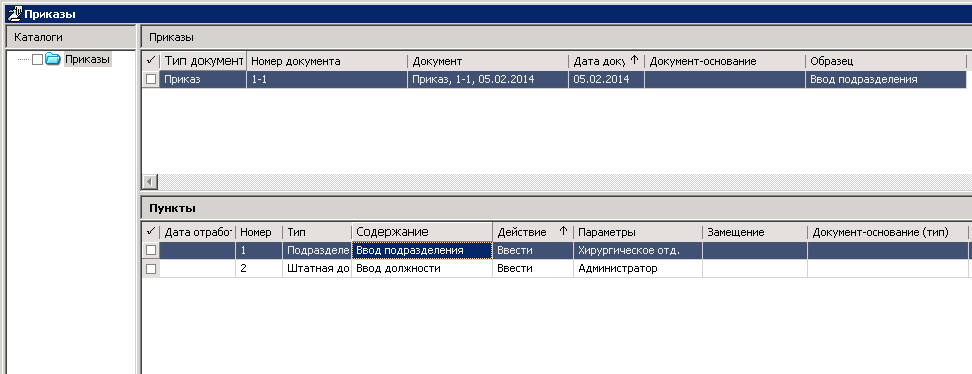 Приказы
Каталоги
Приказы
Приказы
Тип документ Номер документа Документ Дата доку Документ-основание Образец
Приказ 1-1 Приказ, 1-1, 05.02.2014 05.02.2014 Ввод подразделения
Пункты
Дата отработ Номер Тип Содержание Действие Параметры Замещение Документ-основание (тип)
1 Подразделе Ввод подразделения Ввести Хирургическое отд.
2 Штатная до Ввод должности Ввести Администратор